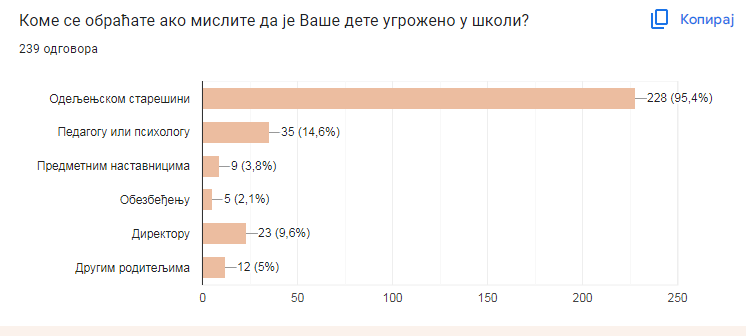 Коме се обраћате ако мислите да је Ваше дете угрожено у школи?
Копирај
239 одговора
Одељењском старешини
228 (95,4%)
Педагогу или психологу
35 (14,6%)
Предметним наставницима
9 (3,8%)
Обезбеђењу
5 (2,1%)
Директору
23 (9,6%)
Другим родитељима
12 (5%)
0 50 100 150 200 250